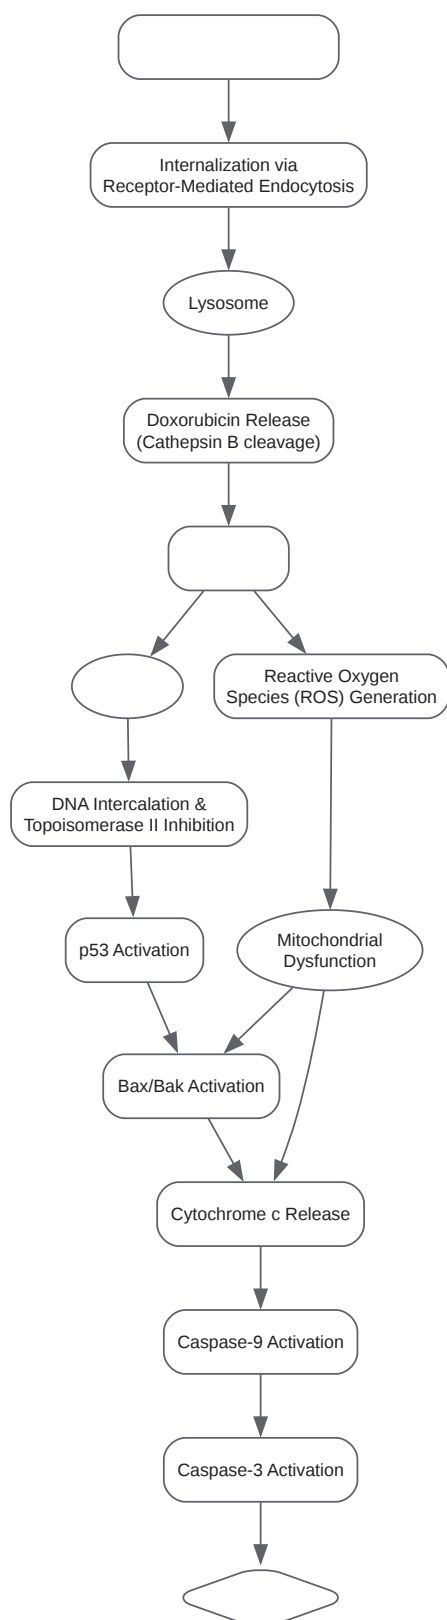 Internalization via
Receptor-Mediated Endocytosis
Lysosome
Doxorubicin Release
(Cathepsin B cleavage)
Reactive Oxygen
Species (ROS) Generation
DNA Intercalation &
Topoisomerase II Inhibition
p53 Activation
Mitochondrial
Dysfunction
Bax/Bak Activation
Cytochrome c Release
Caspase-9 Activation
Caspase-3 Activation